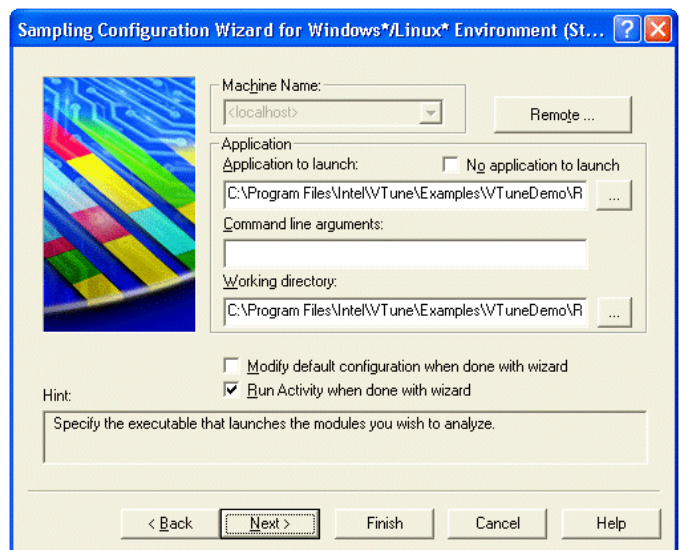 Sampling Configuration Wizard for Windows*/Linux* Environment (St...
Machine Name:
<localhost>
Remote ...
Application
Application to launch:
No application to launch
C:\Program Files\Intel\VTune\Examples\VTuneDemo\R
...
Command line arguments:
Working directory:
C:\Program Files\Intel\VTune\Examples\VTuneDemo\R
...
Modify default configuration when done with wizard
Run Activity when done with wizard
Hint:
Specify the executable that launches the modules you wish to analyze.
< Back
Next >
Finish
Cancel
Help